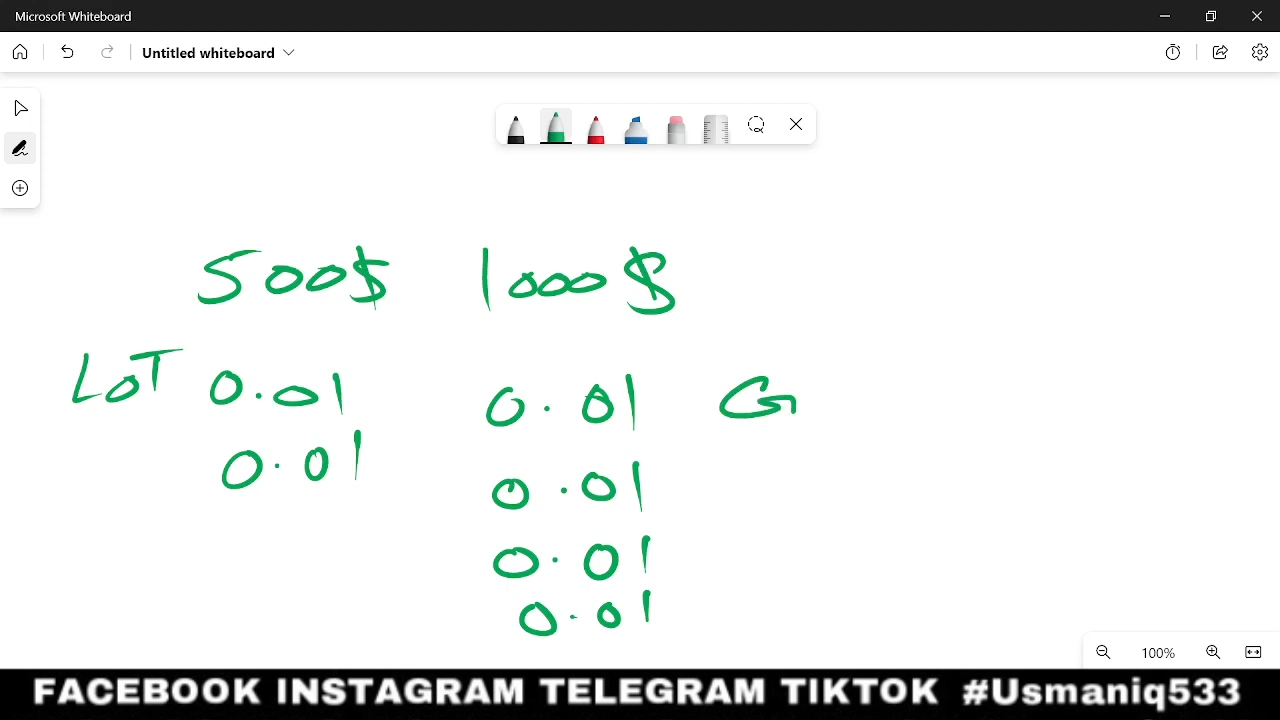 Microsoft Whiteboard
Untitled whiteboard
500$ 1000$
LOT 0.01 0.01 G
0.01 0.01
0.01
0.01
100%
FACEBOOK INSTAGRAM TELEGRAM TIKTOK #Usmaniq533